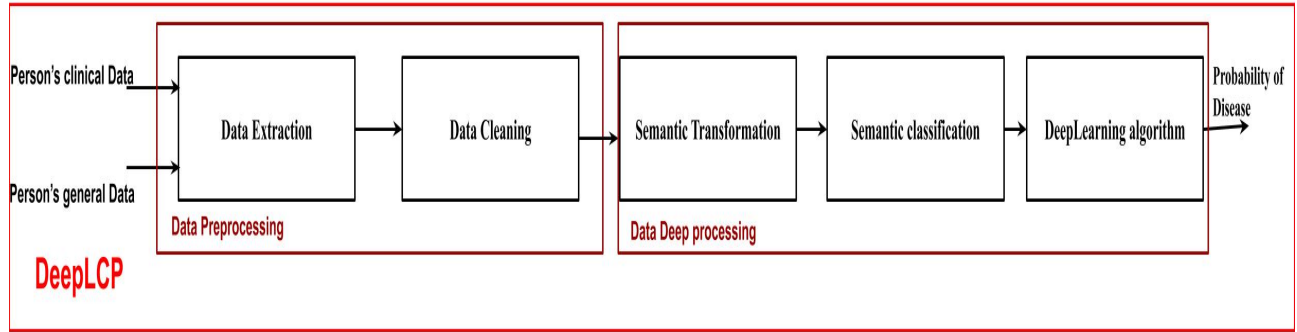 Person's clinical Data
Person's general Data
Data Extraction
Data Cleaning
Data Preprocessing
Semantic Transformation
Semantic classification
DeepLearning algorithm
Data Deep processing
Probability of
Disease
DeepLCP